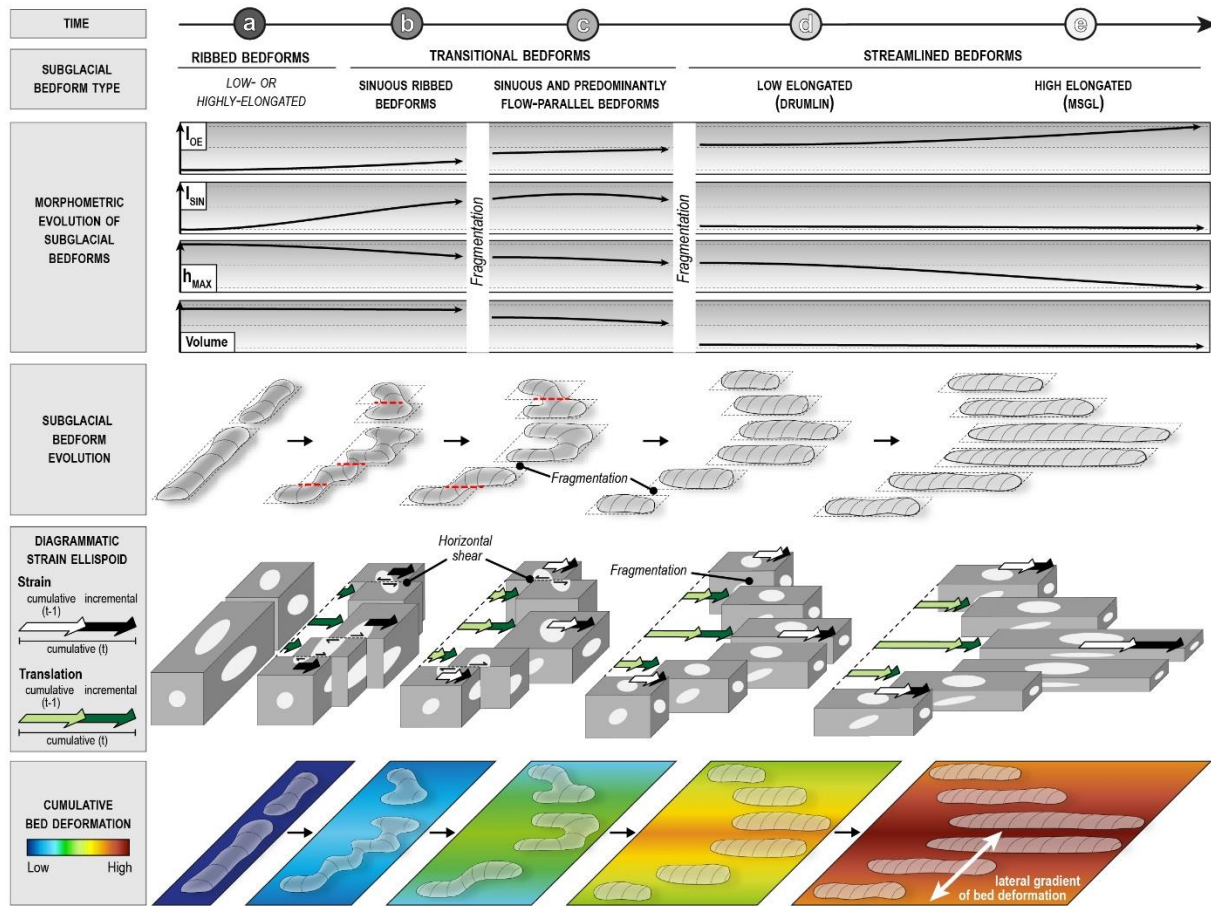 TIME
a
b
c
d
e
SUBGLACIAL
BEDFORM TYPE
RIBBED BEDFORMS
TRANSITIONAL BEDFORMS
STREAMLINED BEDFORMS
LOW- OR
HIGHLY-ELONGATED
SINUOUS RIBBED
BEDFORMS
SINUOUS AND PREDOMINANTLY
FLOW-PARALLEL BEDFORMS
LOW ELONGATED
(DRUMLIN)
HIGH ELONGATED
(MSGL)
MORPHOMETRIC
EVOLUTION OF
SUBGLACIAL
BEDFORMS
IOE
ISIN
hMAX
Volume
Fragmentation
Fragmentation
SUBGLACIAL
BEDFORM
EVOLUTION
Fragmentation
DIAGRAMMATIC
STRAIN ELLISPOID
Strain
cumulative incremental
(t-1)
cumulative (t)
Translation
cumulative incremental
(t-1)
cumulative (t)
Horizontal
shear
Fragmentation
CUMULATIVE
BED DEFORMATION
Low High
lateral gradient
of bed deformation